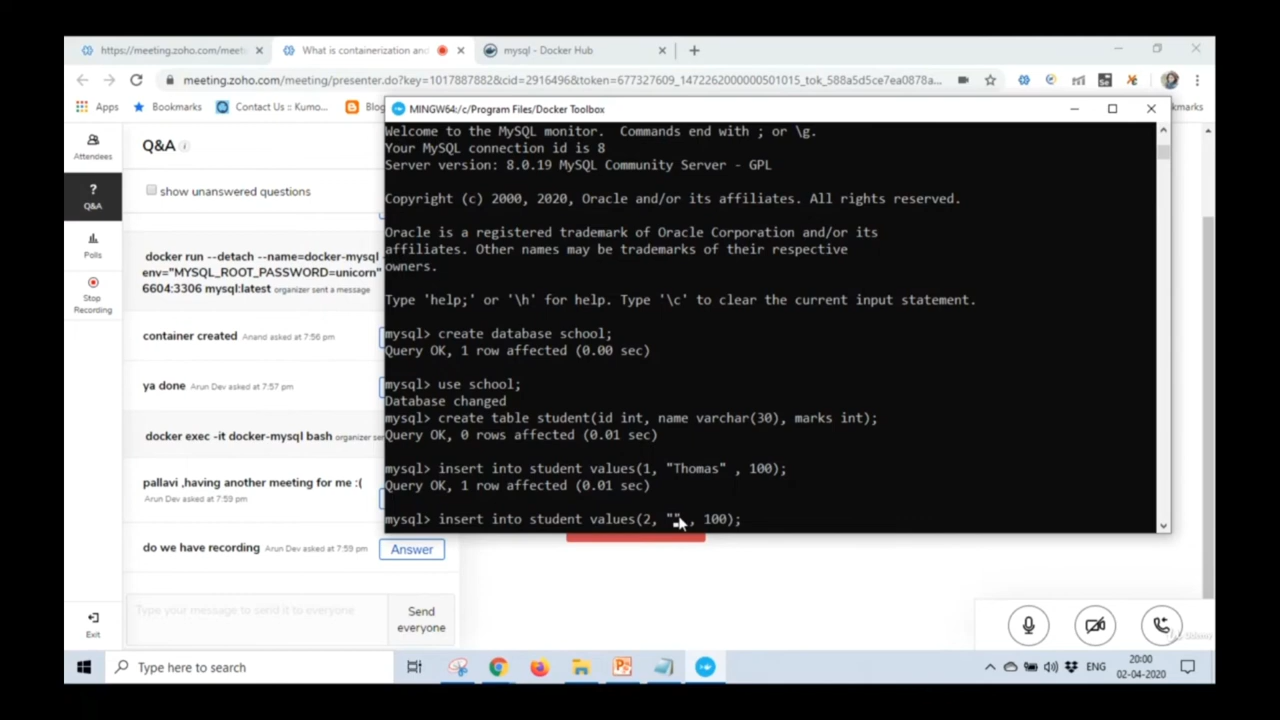 https://meeting.zoho.com/meeti
What is containerization and
mysql - Docker Hub
meeting.zoho.com/meeting/presenter.do?key=1017887882&cid=2916496&token=677327609_1472262000000501015_tok_588a5d5ce7ea0878a...
Apps
Bookmarks
Contact Us :: Kumo...
Blog
kmarks
MINGW64:/c/Program Files/Docker Toolbox
Attendees
Q&A
Polls
Stop
Recording
Exit
Q&A
show unanswered questions
docker run --detach --name=docker-mysql -
env="MYSQL_ROOT_PASSWORD=unicorn"
6604:3306 mysql:latest organizer sent a message
container created Anand asked at 7:56 pm
ya done Arun Dev asked at 7:57 pm
docker exec -it docker-mysql bash organizer sen
pallavi ,having another meeting for me :(
Arun Dev asked at 7:59 pm
do we have recording Arun Dev asked at 7:59 pm
Answer
Type your message to send it to everyone
Send
everyone
Welcome to the MySQL monitor.  Commands end with ; or \g.
Your MySQL connection id is 8
Server version: 8.0.19 MySQL Community Server - GPL
Copyright (c) 2000, 2020, Oracle and/or its affiliates. All rights reserved.
Oracle is a registered trademark of Oracle Corporation and/or its
affiliates. Other names may be trademarks of their respective
owners.
Type 'help;' or '\h' for help. Type '\c' to clear the current input statement.
mysql> create database school;
Query OK, 1 row affected (0.00 sec)
mysql> use school;
Database changed
mysql> create table student(id int, name varchar(30), marks int);
Query OK, 0 rows affected (0.01 sec)
mysql> insert into student values(1, "Thomas" , 100);
Query OK, 1 row affected (0.01 sec)
mysql> insert into student values(2, "" , 100);
Type here to search
ENG
20:00
02-04-2020